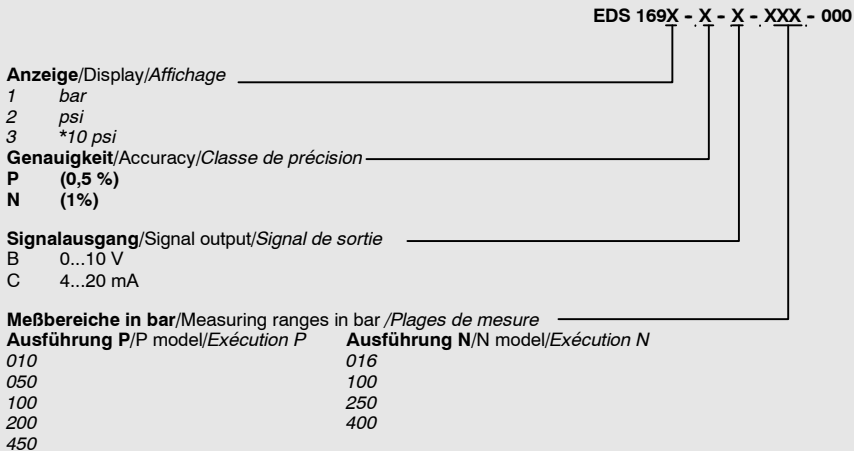 EDS 169X - X - X - XXX - 000
Anzeige/Display/Affichage
1 bar
2 psi
3 *10 psi
Genauigkeit/Accuracy/Classe de précision
P (0,5 %)
N (1%)
Signalausgang/Signal output/Signal de sortie
B 0...10 V
C 4...20 mA
Meßbereiche in bar/Measuring ranges in bar /Plages de mesure
Ausführung P/P model/Exécution P Ausführung N/N model/Exécution N
010 016
050 100
100 250
200 400
450